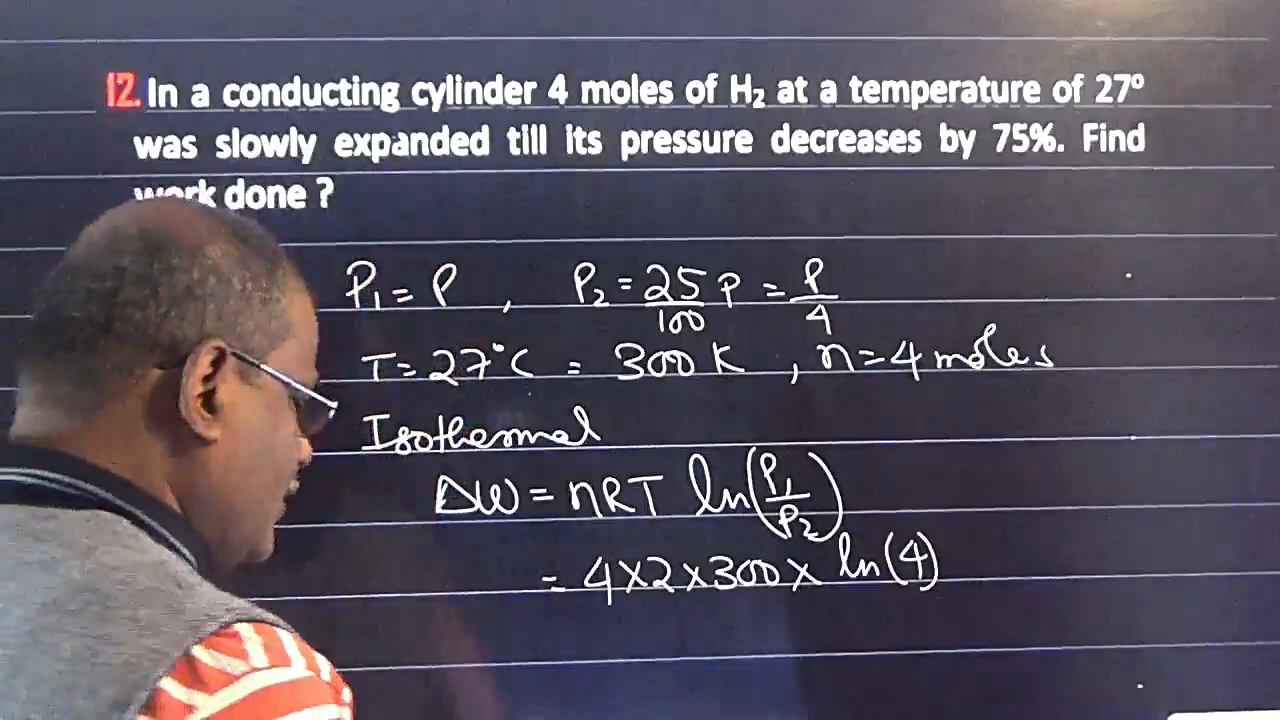 12. In a conducting cylinder 4 moles of H₂ at a temperature of 27º
was slowly expanded till its pressure decreases by 75%. Find
work done ?
P₁ = P , P₂ = 25/100 P = P/4
T = 27°C = 300 K , n = 4 moles
Isothermal
ΔW = nRT ln(P₁/P₂)
= 4×2×300× ln(4)